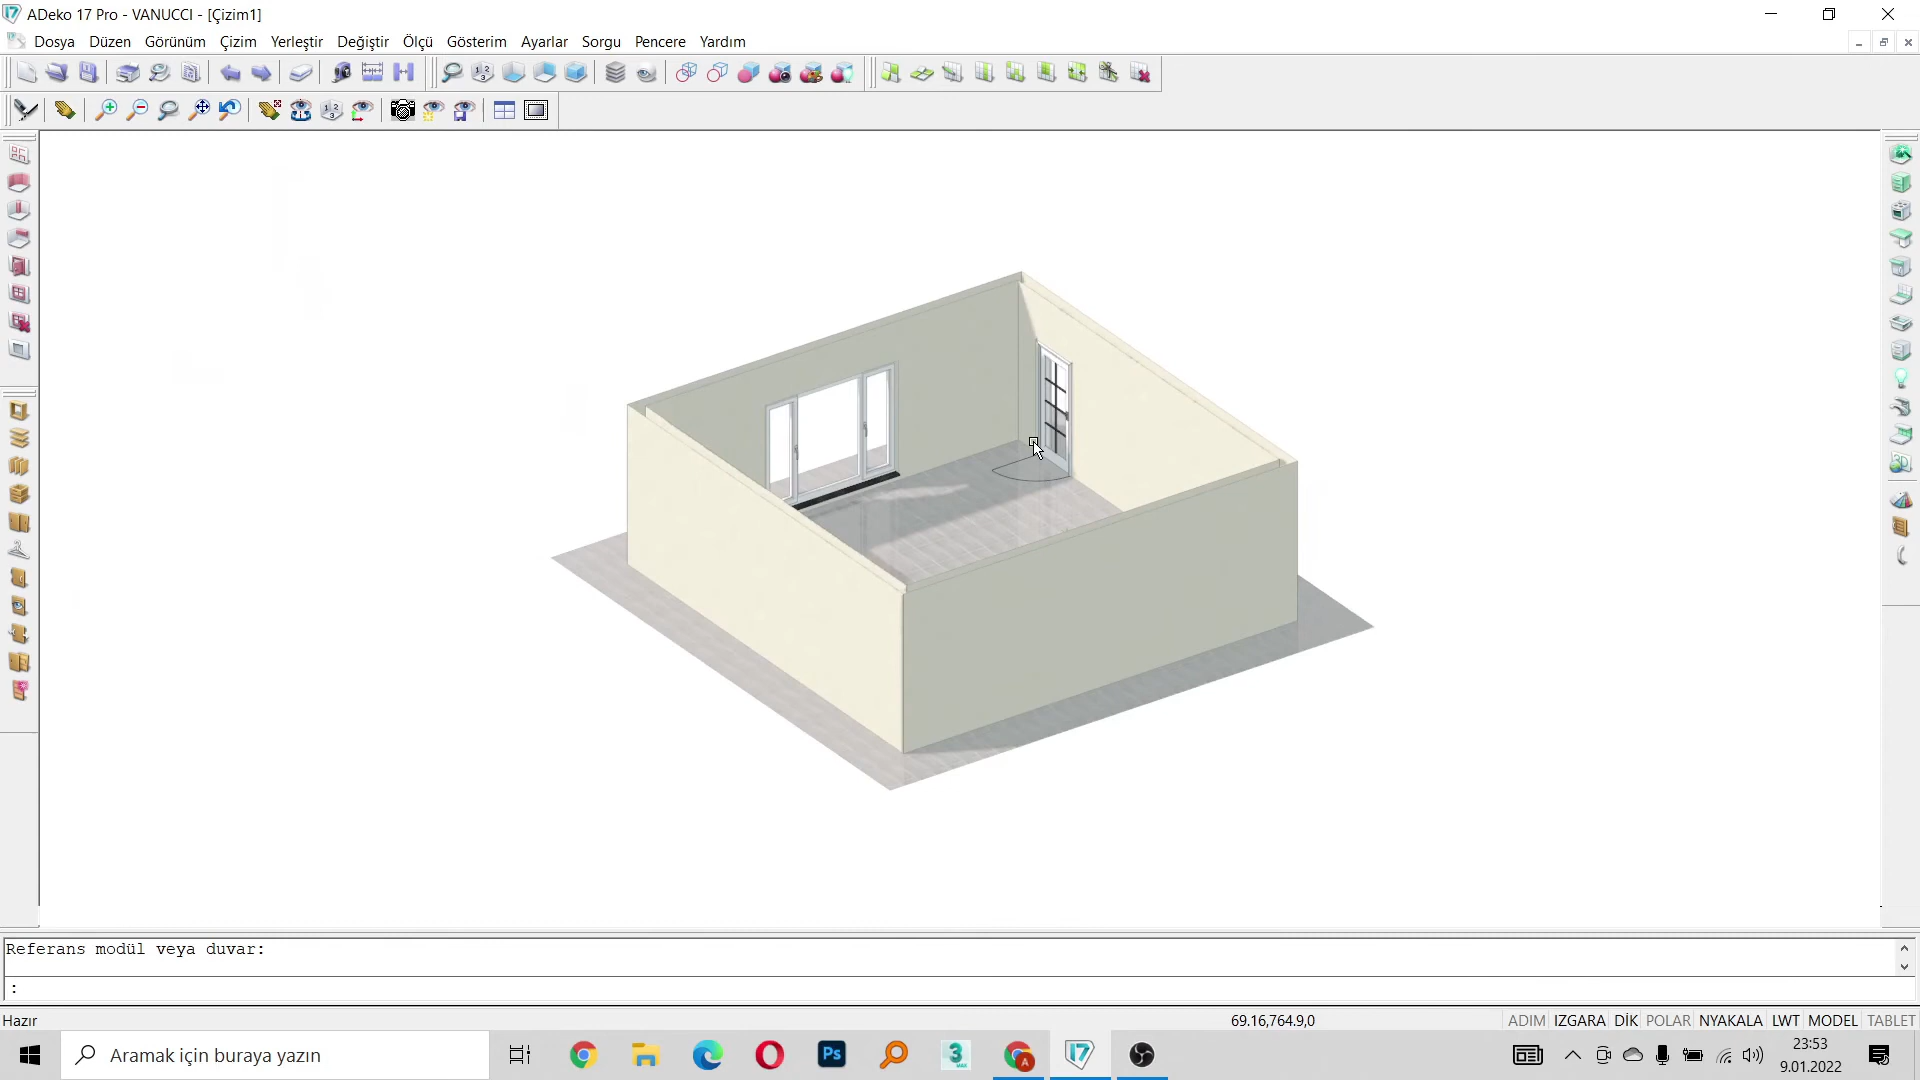 ADeko 17 Pro - VANUCCI - [Çizim1]
Dosya Düzen Görünüm Çizim Yerleştir Değiştir Ölçü Gösterim Ayarlar Sorgu Pencere Yardım
Referans modül veya duvar:
:
Hazır
69.16,764.9,0
ADIM IZGARA DİK POLAR NYAKALA LWT MODEL TABLET
Aramak için buraya yazın
23:53
9.01.2022